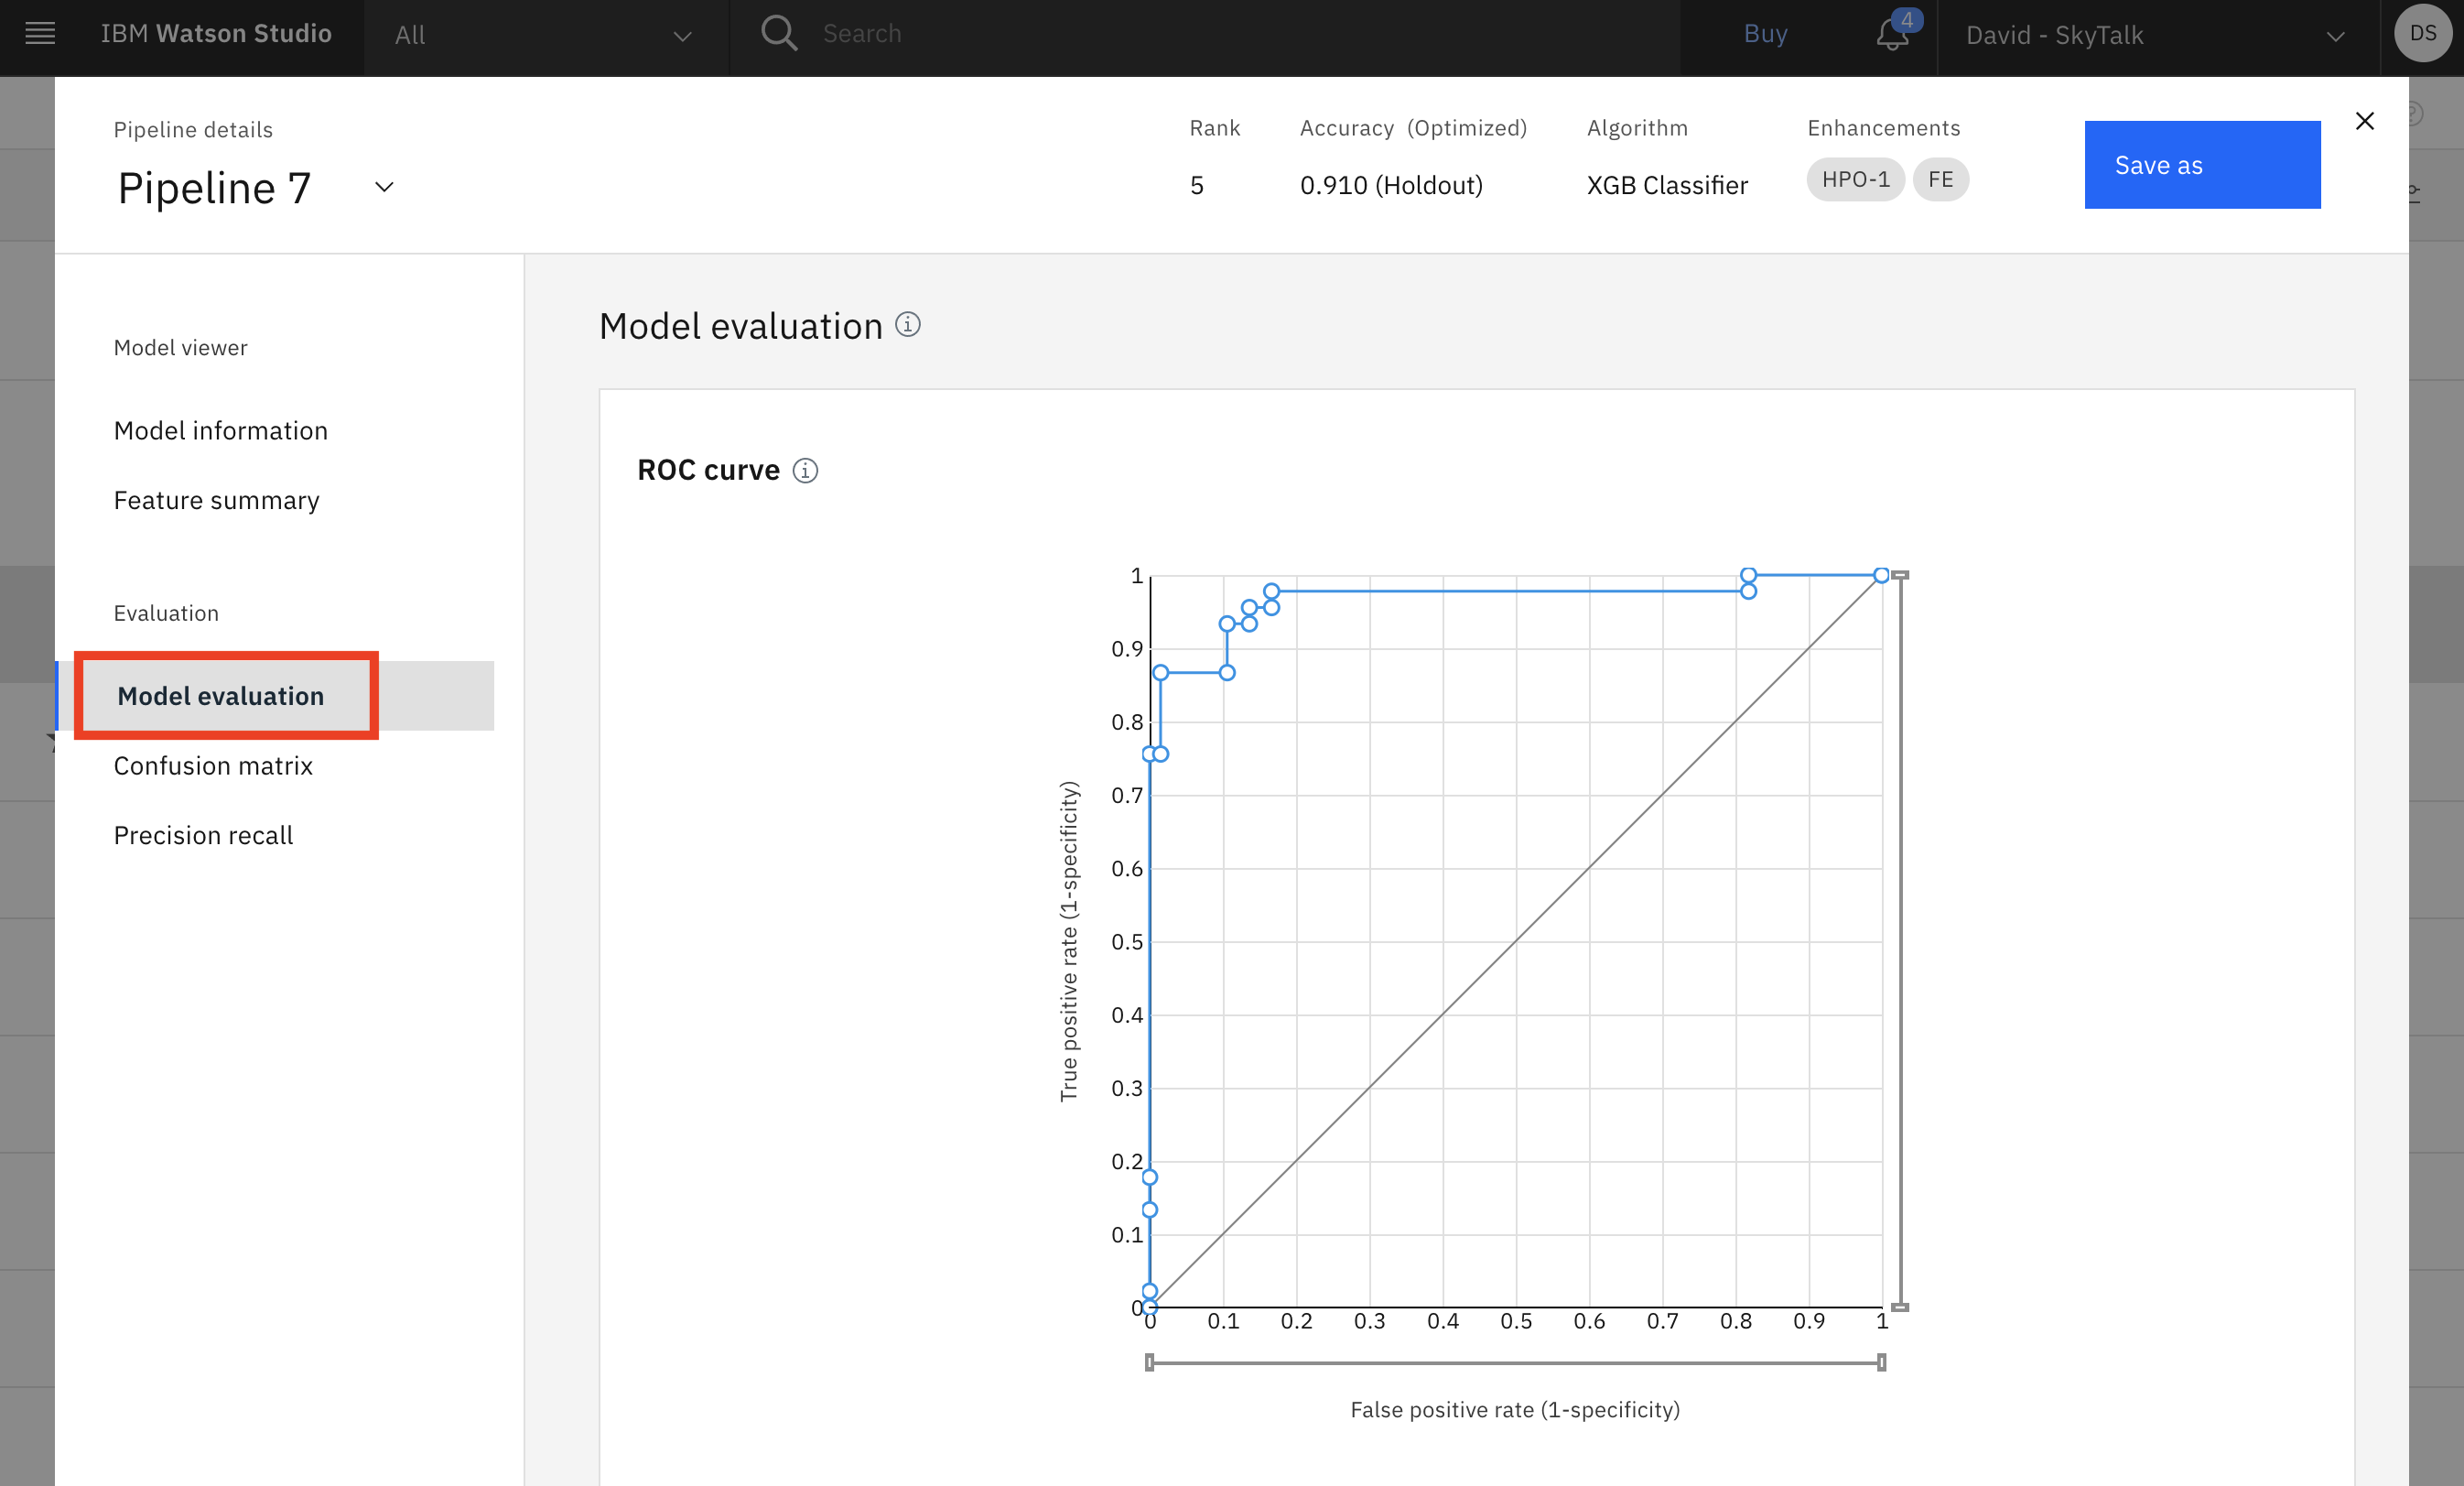 IBM Watson Studio
All
Search
Buy
4
David - SkyTalk
DS
Pipeline details
Pipeline 7
Rank
5
Accuracy (Optimized)
0.910 (Holdout)
Algorithm
XGB Classifier
Enhancements
HPO-1 FE
Save as
Model viewer
Model information
Feature summary
Evaluation
Model evaluation
Confusion matrix
Precision recall
Model evaluation
ROC curve
True positive rate (1-specificity)
1
0.9
0.8
0.7
0.6
0.5
0.4
0.3
0.2
0.1
0
0 0.1 0.2 0.3 0.4 0.5 0.6 0.7 0.8 0.9 1
False positive rate (1-specificity)